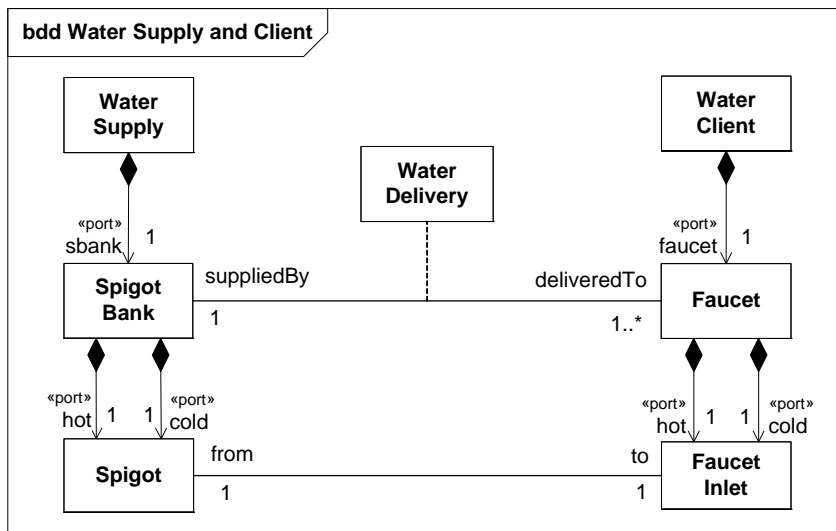 bdd Water Supply and Client
Water
Supply
Water
Client
Water
Delivery
«port»
sbank
1
«port»
faucet
1
Spigot
Bank
suppliedBy
1
deliveredTo
1..*
Faucet
«port»
hot
1
1
«port»
cold
«port»
hot
1
1
«port»
cold
Spigot
from
1
to
1
Faucet
Inlet